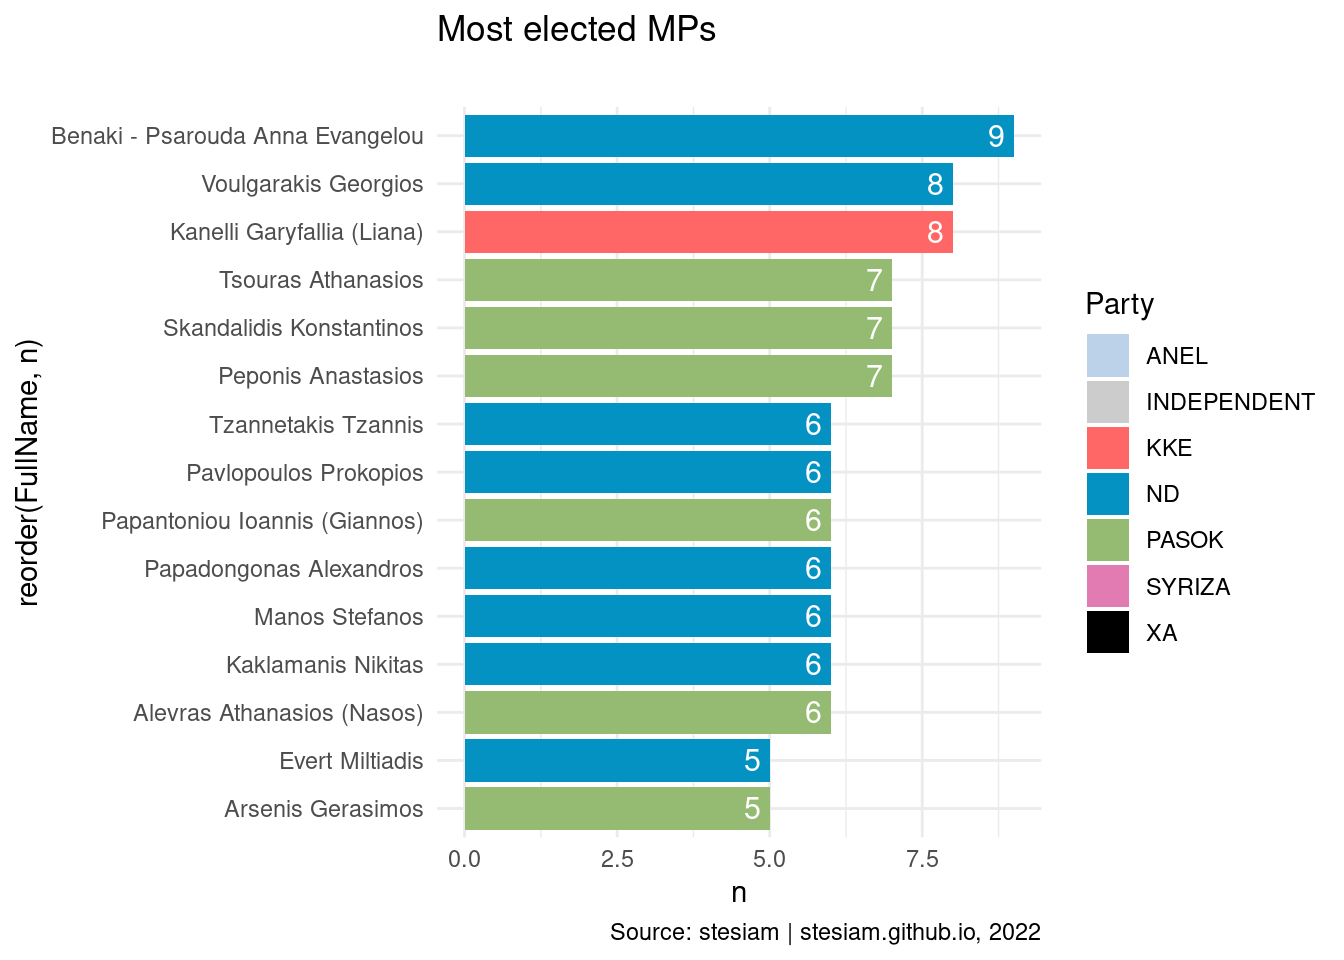 Most elected MPs
reorder(FullName, n)
Benaki - Psarouda Anna Evangelou 9
Voulgarakis Georgios 8
Kanelli Garyfallia (Liana) 8
Tsouras Athanasios 7
Skandalidis Konstantinos 7
Peponis Anastasios 7
Tzannetakis Tzannis 6
Pavlopoulos Prokopios 6
Papantoniou Ioannis (Giannos) 6
Papadongonas Alexandros 6
Manos Stefanos 6
Kaklamanis Nikitas 6
Alevras Athanasios (Nasos) 6
Evert Miltiadis 5
Arsenis Gerasimos 5
0.0 2.5 5.0 7.5
n
Party
ANEL
INDEPENDENT
KKE
ND
PASOK
SYRIZA
XA
Source: stesiam | stesiam.github.io, 2022